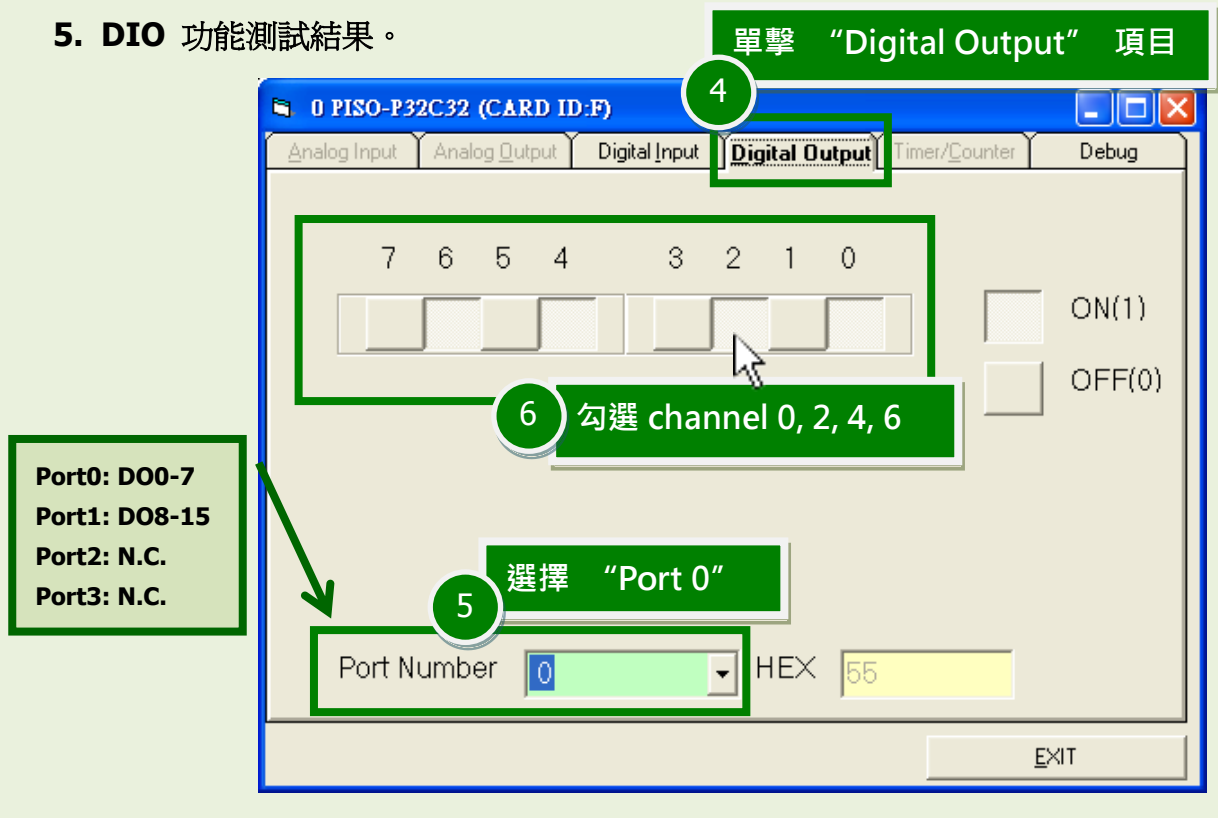 5. DIO 功能測試結果。
單擊 “Digital Output” 項目
4
0 PISO-P32C32 (CARD ID:F)
Analog Input Analog Output Digital Input Digital Output Timer/Counter Debug
7 6 5 4 3 2 1 0
ON(1)
OFF(0)
6 勾選 channel 0, 2, 4, 6
Port0: DO0-7
Port1: DO8-15
Port2: N.C.
Port3: N.C.
選擇 “Port 0”
5
Port Number 0 HEX 55
EXIT